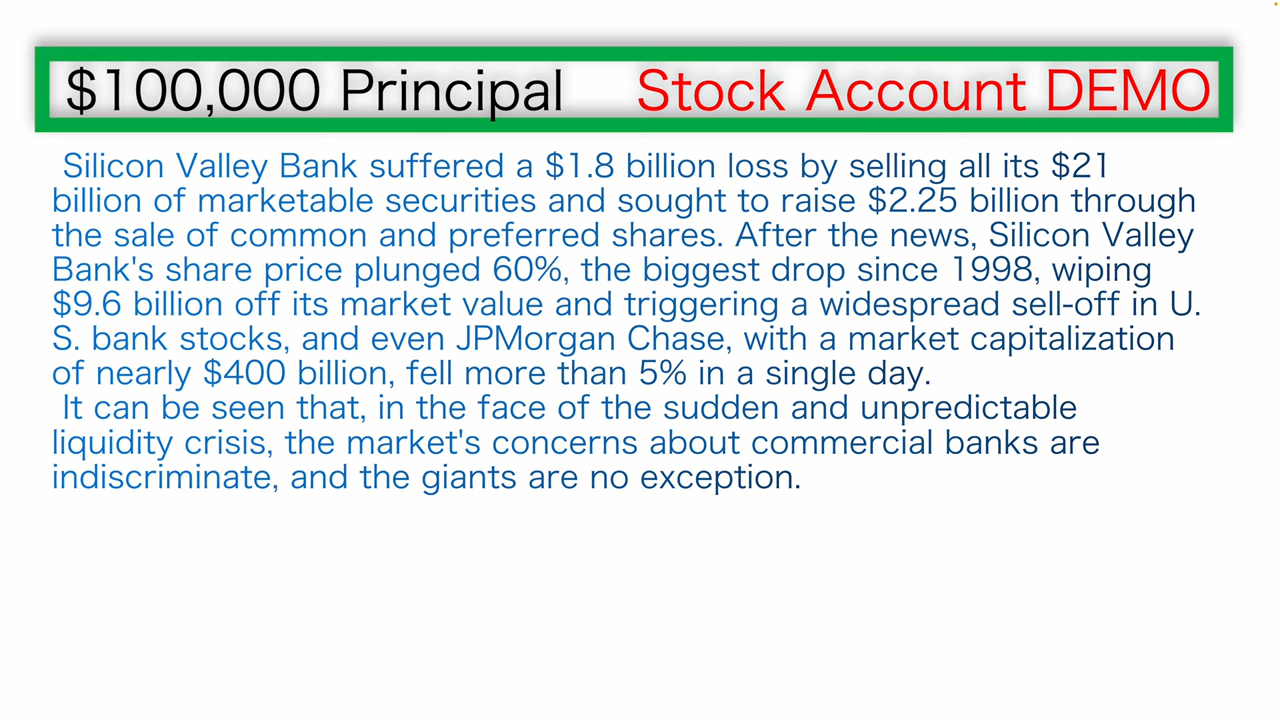 $100,000 Principal Stock Account DEMO
Silicon Valley Bank suffered a $1.8 billion loss by selling all its $21
billion of marketable securities and sought to raise $2.25 billion through
the sale of common and preferred shares. After the news, Silicon Valley
Bank's share price plunged 60%, the biggest drop since 1998, wiping
$9.6 billion off its market value and triggering a widespread sell-off in U.
S. bank stocks, and even JPMorgan Chase, with a market capitalization
of nearly $400 billion, fell more than 5% in a single day.
It can be seen that, in the face of the sudden and unpredictable
liquidity crisis, the market's concerns about commercial banks are
indiscriminate, and the giants are no exception.